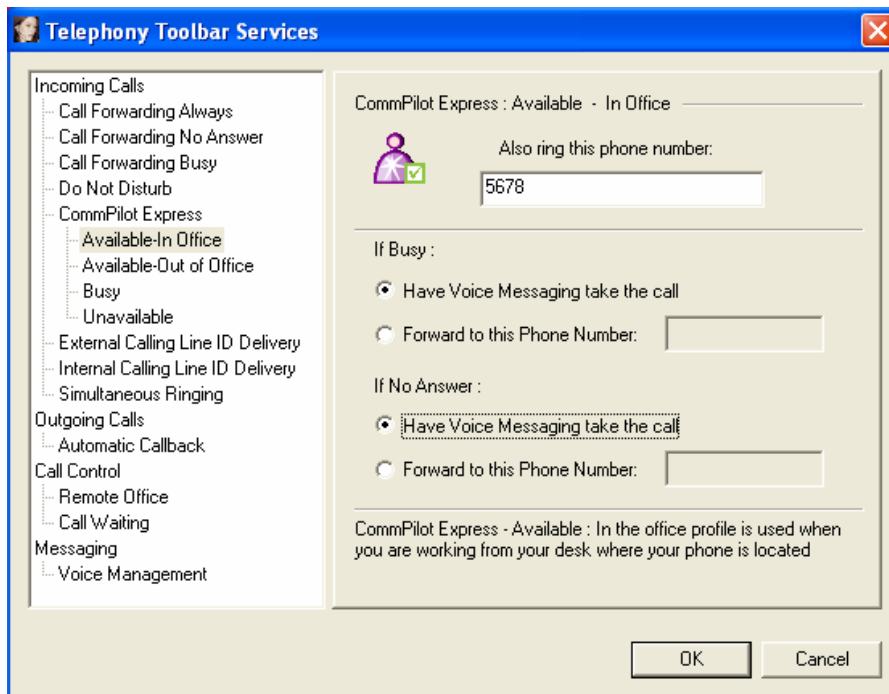 Telephony Toolbar Services
Incoming Calls
Call Forwarding Always
Call Forwarding No Answer
Call Forwarding Busy
Do Not Disturb
CommPilot Express
Available-In Office
Available-Out of Office
Busy
Unavailable
External Calling Line ID Delivery
Internal Calling Line ID Delivery
Simultaneous Ringing
Outgoing Calls
Automatic Callback
Call Control
Remote Office
Call Waiting
Messaging
Voice Management
CommPilot Express : Available - In Office
Also ring this phone number:
5678
If Busy :
Have Voice Messaging take the call
Forward to this Phone Number:
If No Answer :
Have Voice Messaging take the call
Forward to this Phone Number:
CommPilot Express - Available : In the office profile is used when
you are working from your desk where your phone is located
OK
Cancel